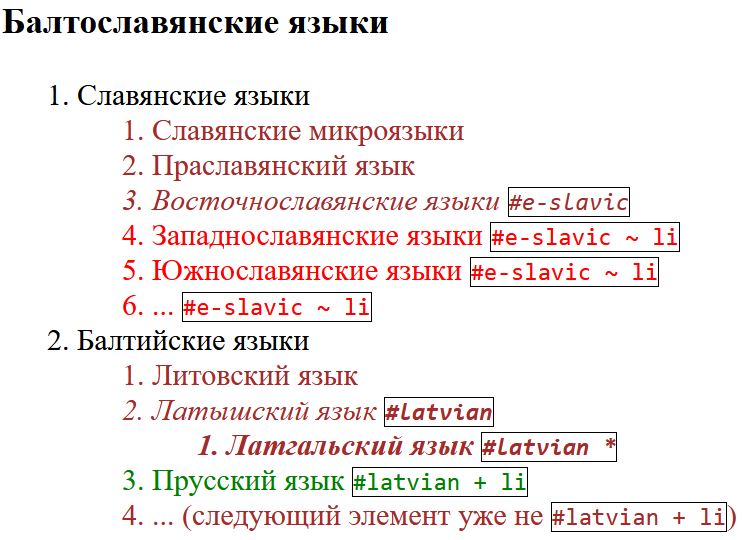 Балтославянские языки
1. Славянские языки
1. Славянские микроязыки
2. Праславянский язык
3. Восточнославянские языки #e-slavic
4. Западнославянские языки #e-slavic ~ li
5. Южнославянские языки #e-slavic ~ li
6. ... #e-slavic ~ li
2. Балтийские языки
1. Литовский язык
2. Латышский язык #latvian
1. Латгальский язык #latvian *
3. Прусский язык #latvian + li
4. ... (следующий элемент уже не #latvian + li)